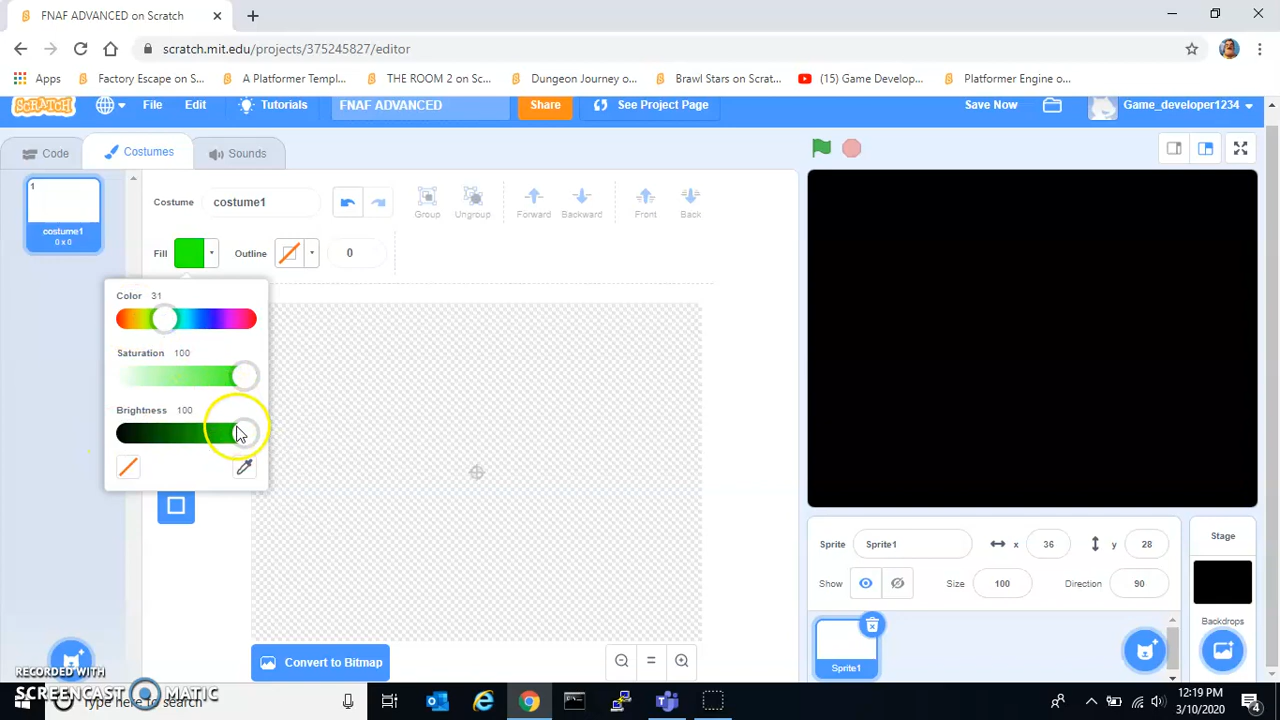 FNAF ADVANCED on Scratch
scratch.mit.edu/projects/375245827/editor
Apps Factory Escape on S... A Platformer Templ... THE ROOM 2 on Sc... Dungeon Journey o... Brawl Stars on Scrat... (15) Game Develop... Platformer Engine o...
SCRATCH File Edit Tutorials FNAF ADVANCED Share See Project Page Save Now Game_developer1234
Code Costumes Sounds
1
costume1
0 x 0
Costume costume1 Group Ungroup Forward Backward Front Back
Fill Outline 0
Color 31
Saturation 100
Brightness 100
Convert to Bitmap
Sprite Sprite1 x 36 y 28
Show Size 100 Direction 90
Sprite1
Stage
Backdrops
RECORDED WITH
SCREENCAST MATIC
Type here to search
12:19 PM
3/10/2020
4